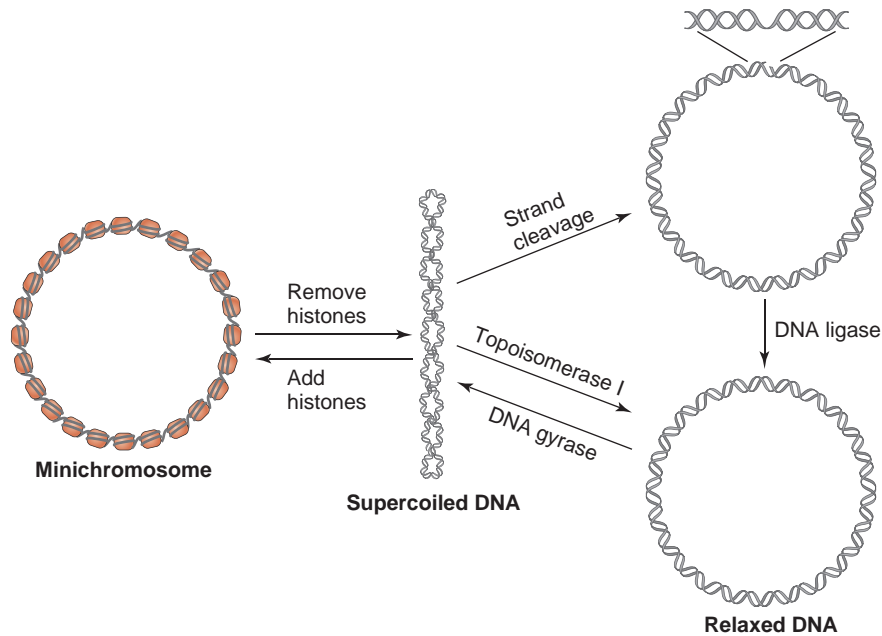 Strand
cleavage
Remove
histones
DNA ligase
Topoisomerase I
Add
histones
DNA gyrase
Minichromosome
Supercoiled DNA
Relaxed DNA